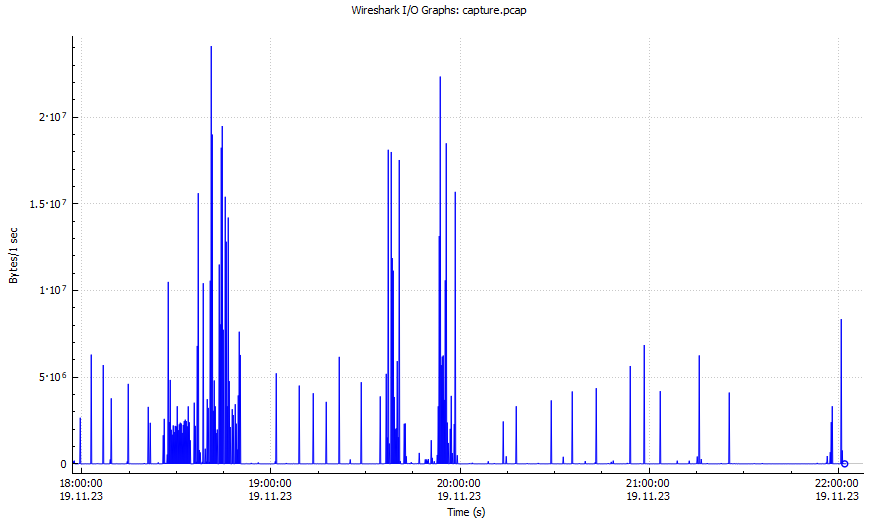 Wireshark I/O Graphs: capture.pcap
Bytes/1 sec
2·10⁷
1.5·10⁷
1·10⁷
5·10⁶
0
18:00:00 19:00:00 20:00:00 21:00:00 22:00:00
19.11.23 19.11.23 19.11.23 19.11.23 19.11.23
Time (s)